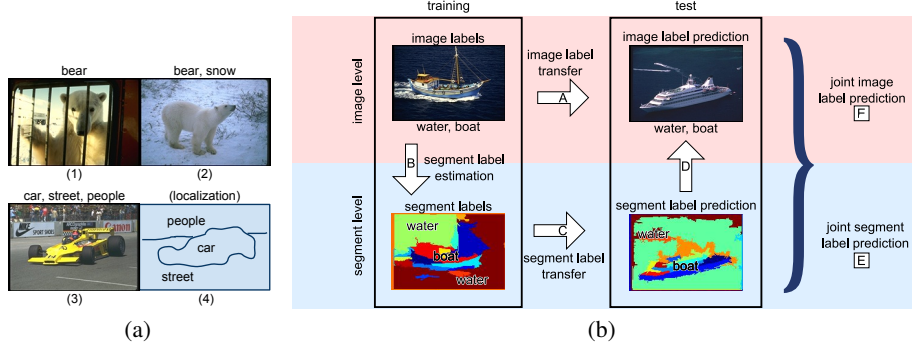 bear
bear, snow
(1)
(2)
car, street, people
(localization)
Canon
people
car
street
(3)
(4)
(a)
training
test
image level
image labels
image label
transfer
A
image label prediction
water, boat
water, boat
B
segment label
estimation
D
joint image
label prediction
F
segment level
segment labels
water
boat
water
C
segment label
transfer
segment label prediction
water
boat
joint segment
label prediction
E
(b)